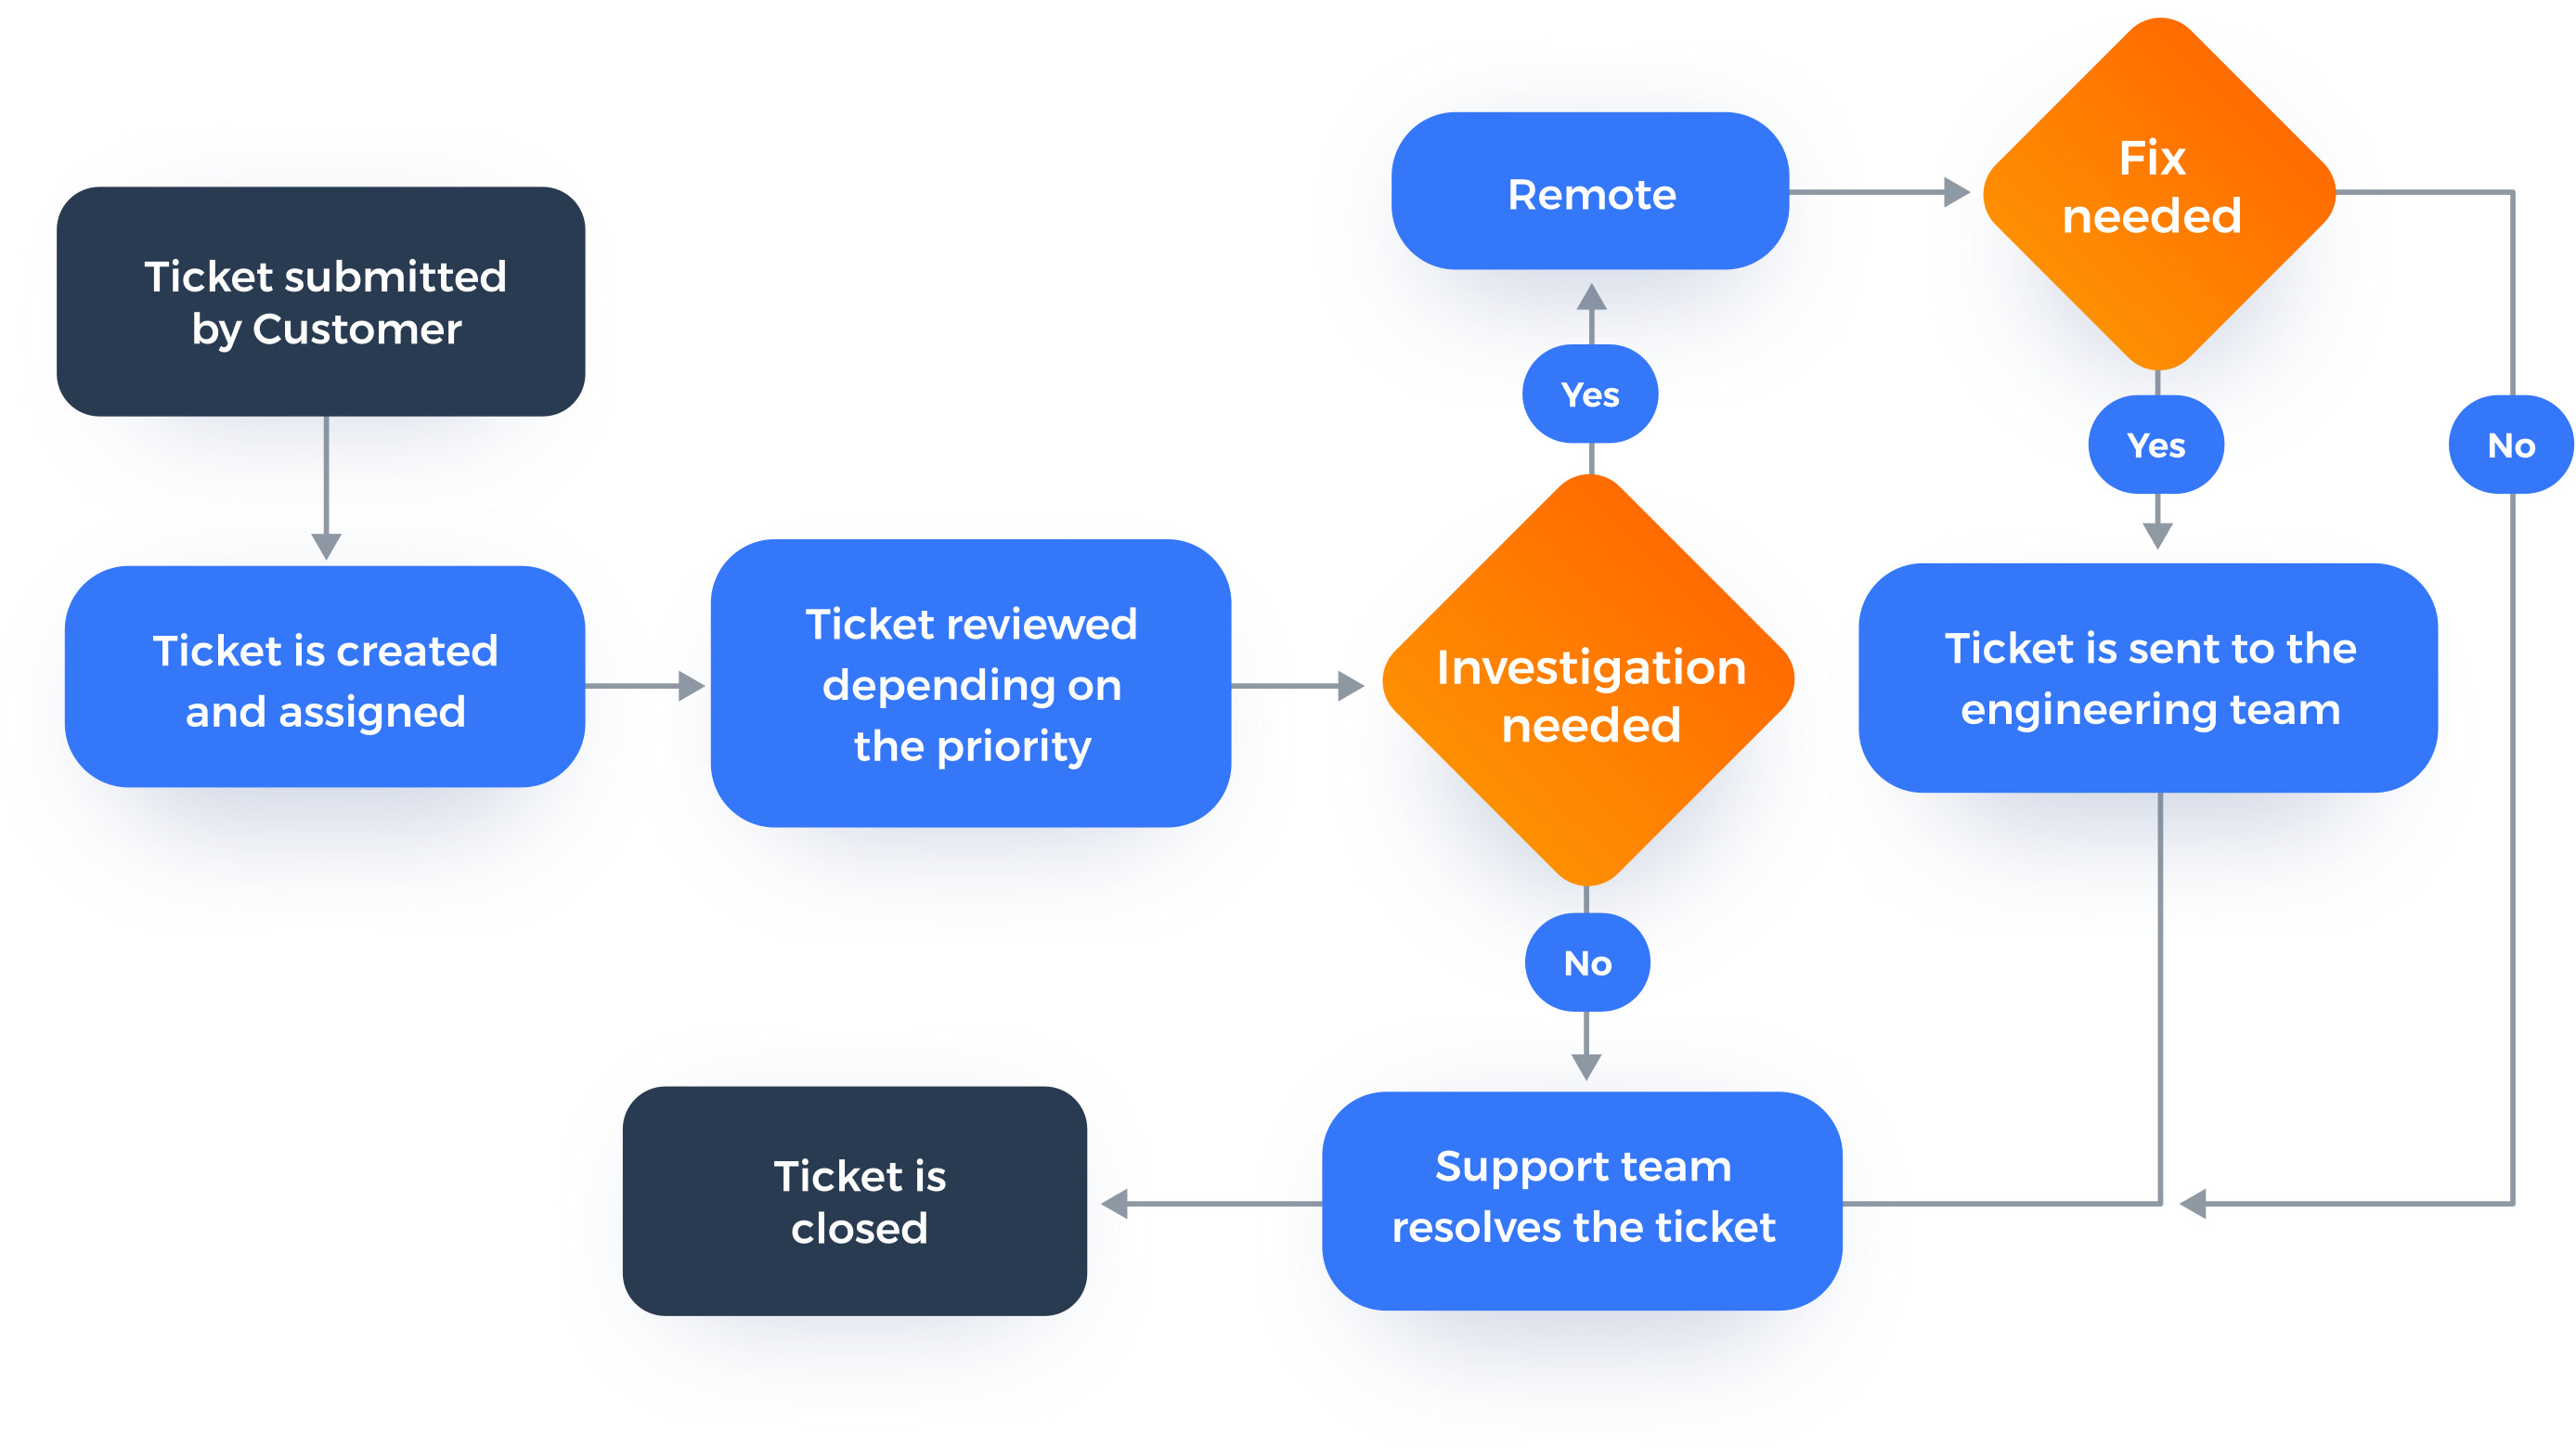 Ticket submitted
by Customer
Ticket is created
and assigned
Ticket reviewed
depending on
the priority
Investigation
needed
Yes
Remote
Fix
needed
Yes
No
Ticket is sent to the
engineering team
No
Support team
resolves the ticket
Ticket is
closed